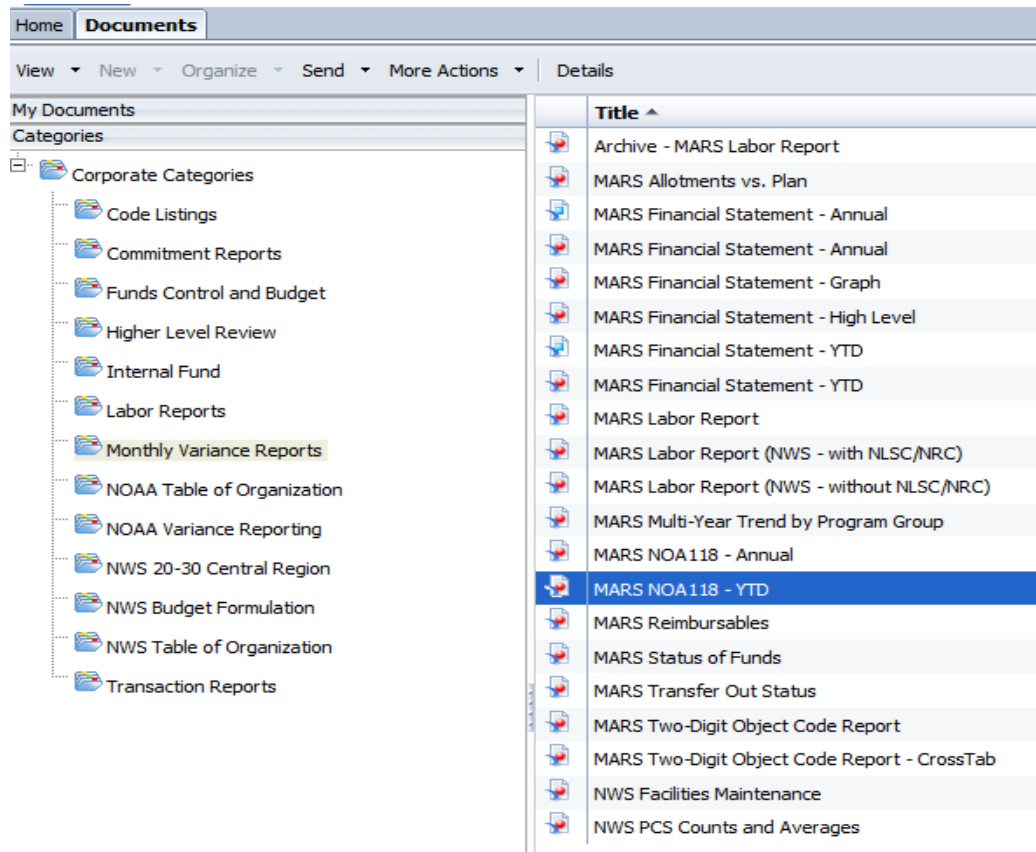 Home Documents
View New Organize Send More Actions Details
My Documents
Categories
Corporate Categories
Code Listings
Commitment Reports
Funds Control and Budget
Higher Level Review
Internal Fund
Labor Reports
Monthly Variance Reports
NOAA Table of Organization
NOAA Variance Reporting
NWS 20-30 Central Region
NWS Budget Formulation
NWS Table of Organization
Transaction Reports
Title
Archive - MARS Labor Report
MARS Allotments vs. Plan
MARS Financial Statement - Annual
MARS Financial Statement - Annual
MARS Financial Statement - Graph
MARS Financial Statement - High Level
MARS Financial Statement - YTD
MARS Financial Statement - YTD
MARS Labor Report
MARS Labor Report (NWS - with NLSC/NRC)
MARS Labor Report (NWS - without NLSC/NRC)
MARS Multi-Year Trend by Program Group
MARS NOA118 - Annual
MARS NOA118 - YTD
MARS Reimbursables
MARS Status of Funds
MARS Transfer Out Status
MARS Two-Digit Object Code Report
MARS Two-Digit Object Code Report - CrossTab
NWS Facilities Maintenance
NWS PCS Counts and Averages